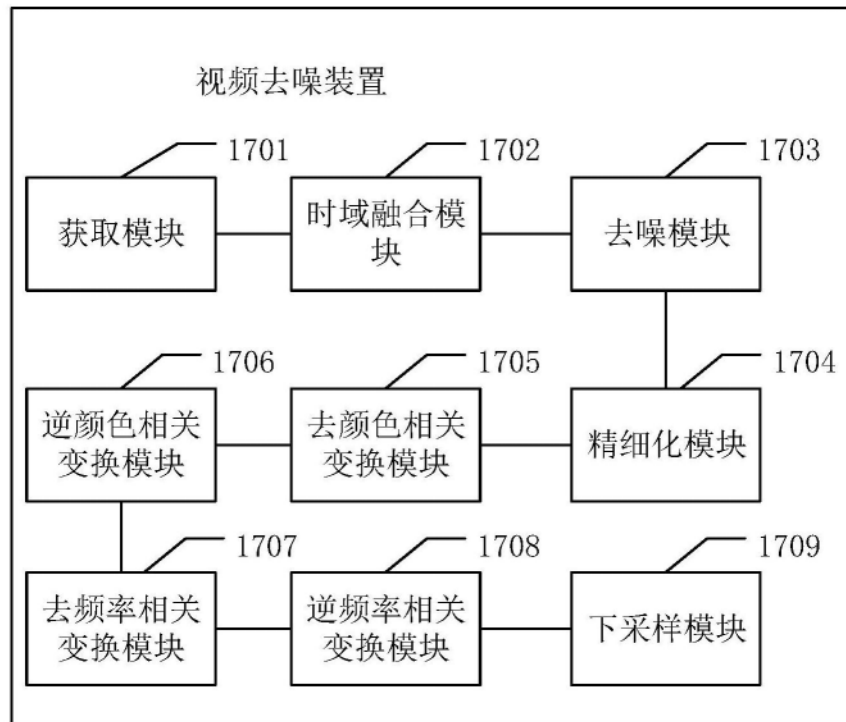 视频去噪装置
1701
1702
1703
获取模块
时域融合模
块
去噪模块
1706
1705
1704
逆颜色相关
变换模块
去颜色相关
变换模块
精细化模块
1707
1708
1709
去频率相关
变换模块
逆频率相关
变换模块
下采样模块